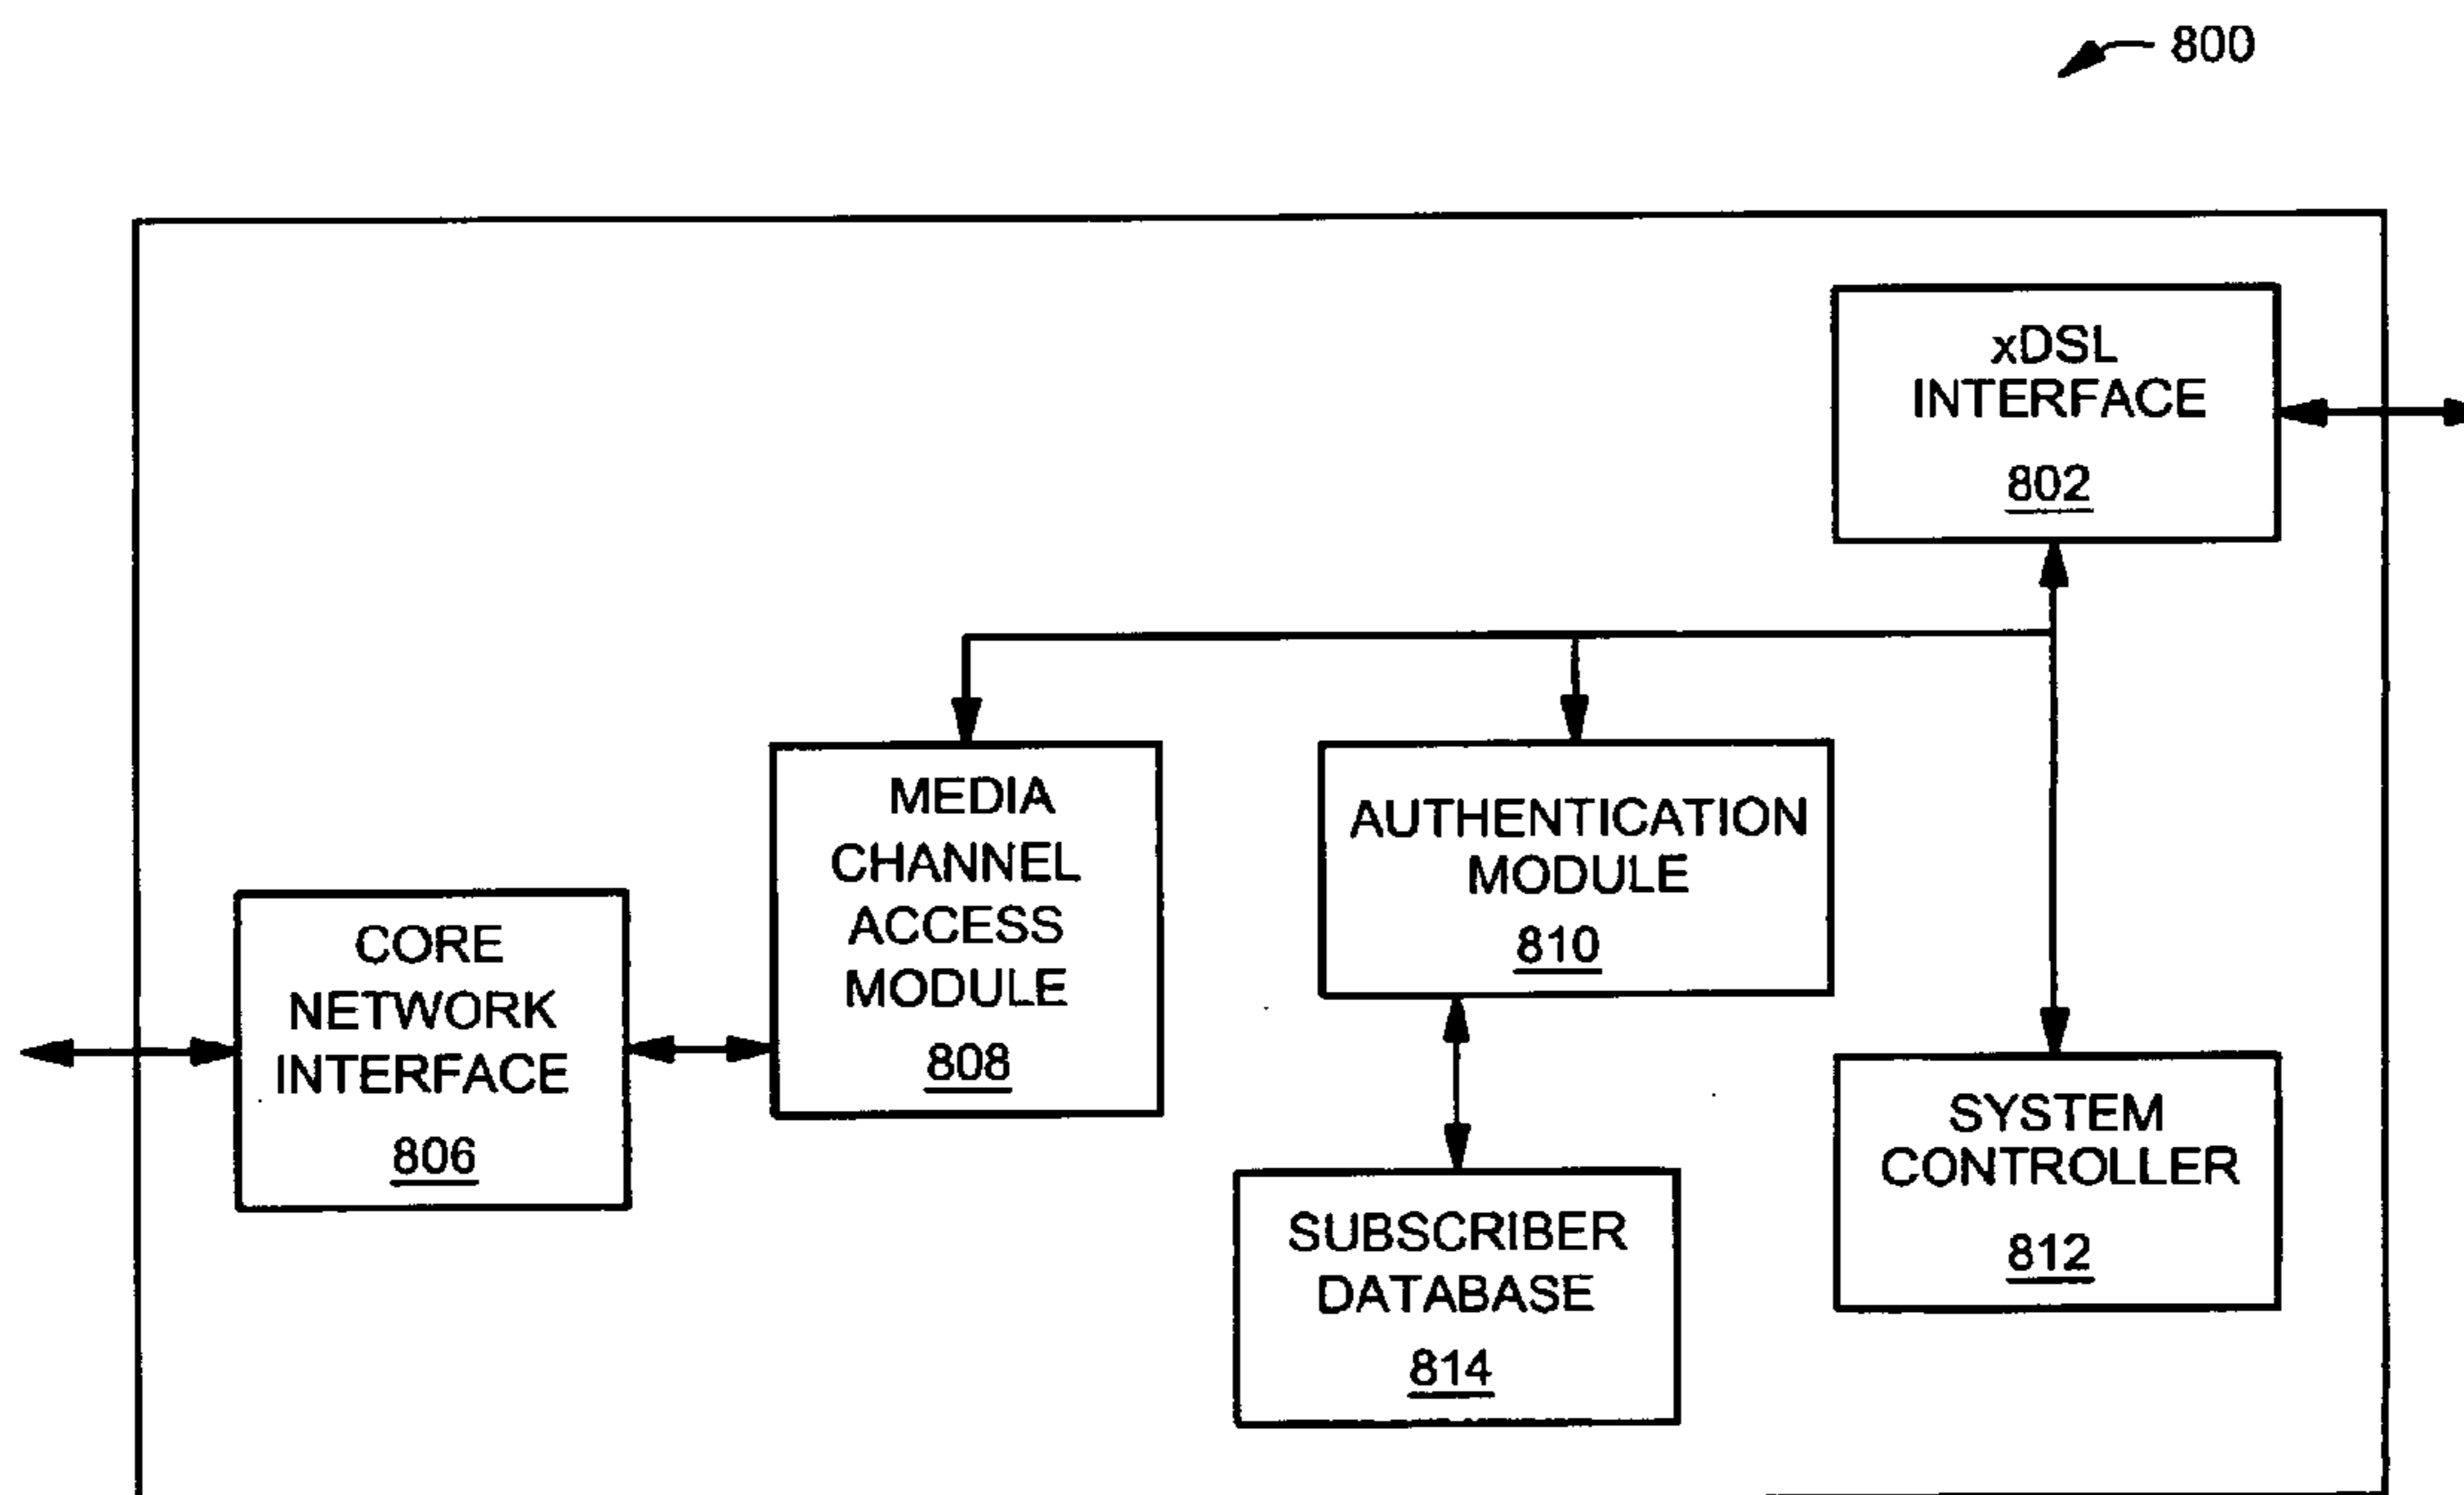 800
xDSL
INTERFACE
802
MEDIA
CHANNEL
ACCESS
MODULE
808
AUTHENTICATION
MODULE
810
CORE
NETWORK
INTERFACE
806
SYSTEM
CONTROLLER
812
SUBSCRIBER
DATABASE
814